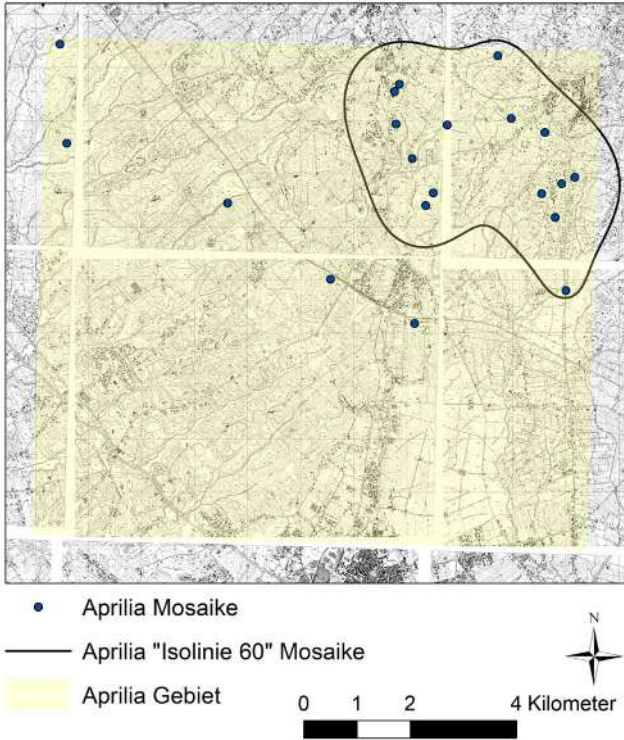 Aprilia Mosaike
Aprilia "Isolinie 60" Mosaike
Aprilia Gebiet
N
0 1 2 4 Kilometer